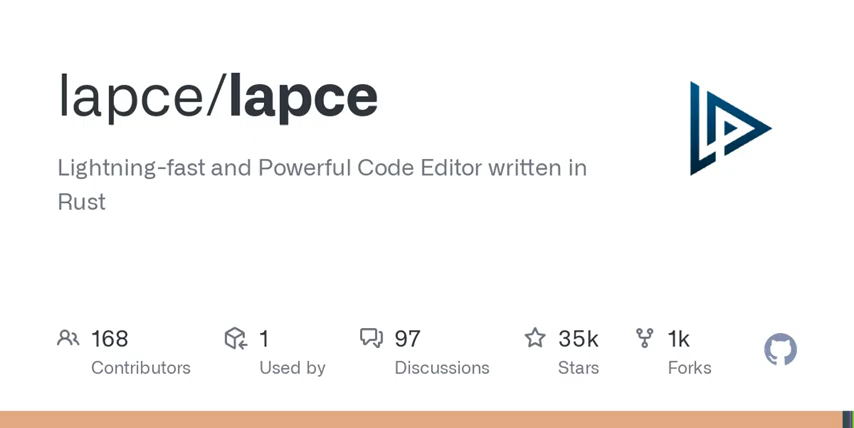 lapce/lapce
Lightning-fast and Powerful Code Editor written in
Rust
168
Contributors
1
Used by
97
Discussions
35k
Stars
1k
Forks